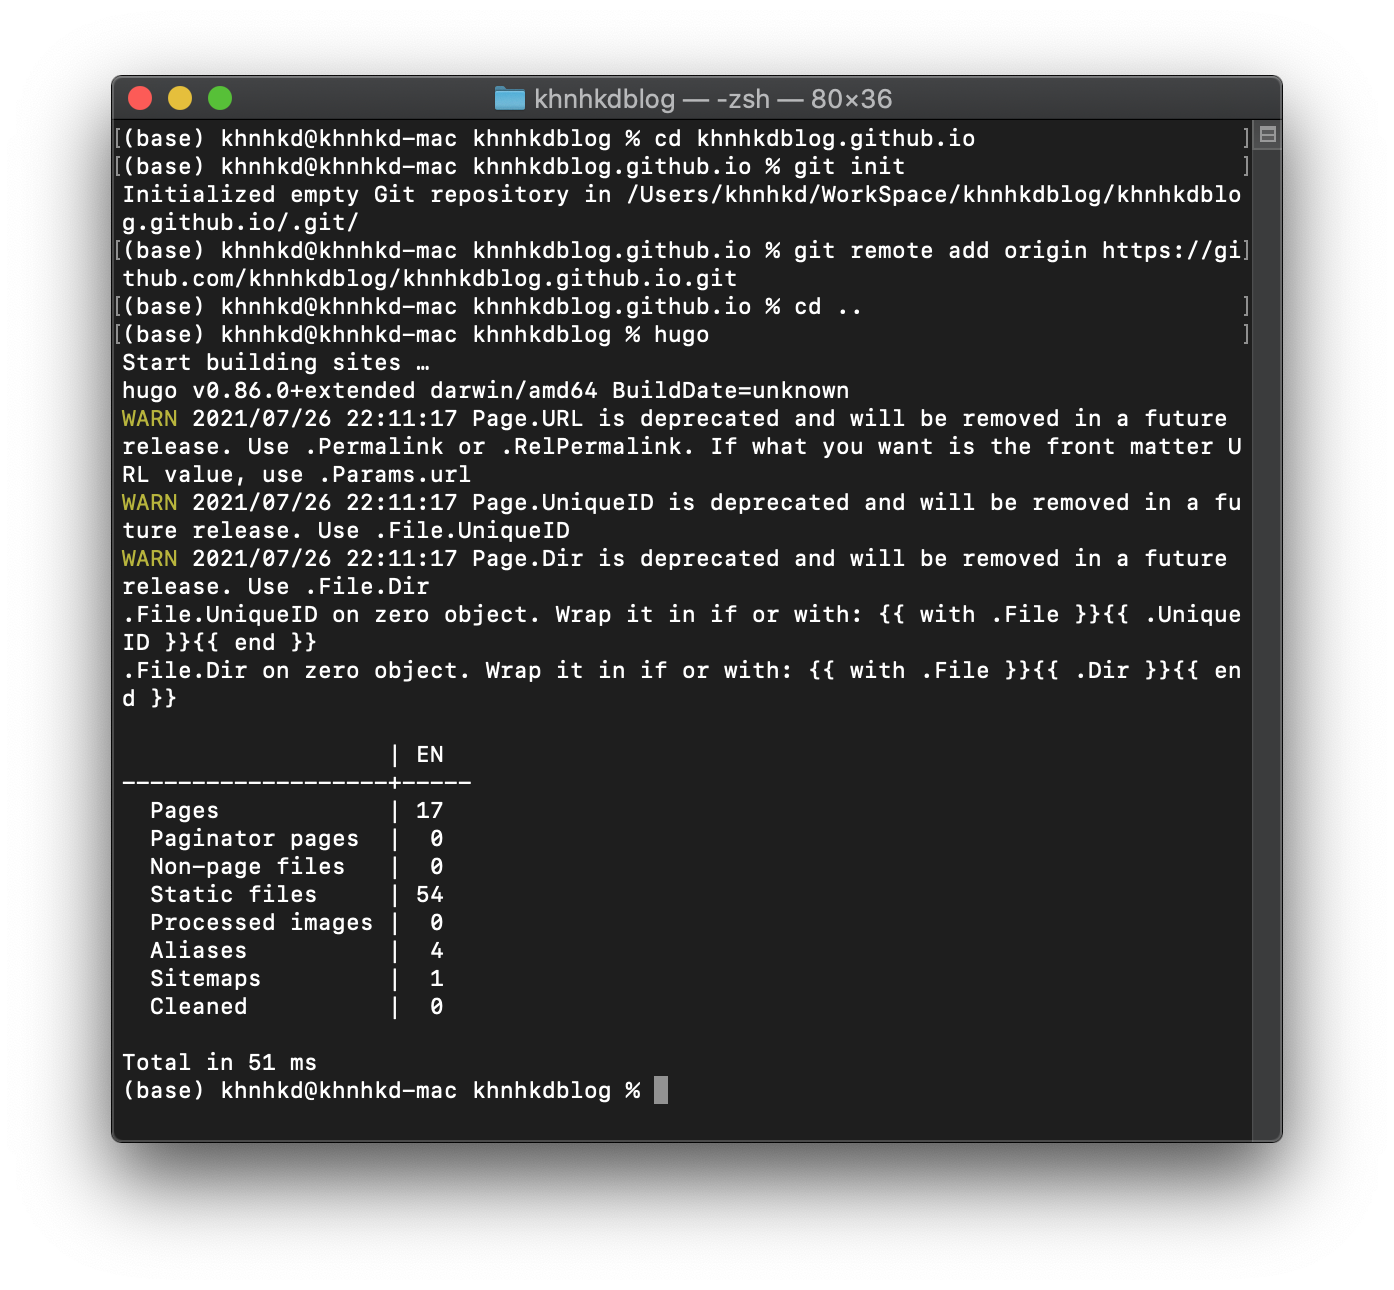 khnhkdblog — -zsh — 80×36
[(base) khnhkd@khnhkd-mac khnhkdblog % cd khnhkdblog.github.io ]
[(base) khnhkd@khnhkd-mac khnhkdblog.github.io % git init ]
Initialized empty Git repository in /Users/khnhkd/WorkSpace/khnhkdblog/khnhkdblo
g.github.io/.git/
[(base) khnhkd@khnhkd-mac khnhkdblog.github.io % git remote add origin https://gi]
thub.com/khnhkdblog/khnhkdblog.github.io.git
[(base) khnhkd@khnhkd-mac khnhkdblog.github.io % cd .. ]
[(base) khnhkd@khnhkd-mac khnhkdblog % hugo ]
Start building sites …
hugo v0.86.0+extended darwin/amd64 BuildDate=unknown
WARN 2021/07/26 22:11:17 Page.URL is deprecated and will be removed in a future
release. Use .Permalink or .RelPermalink. If what you want is the front matter U
RL value, use .Params.url
WARN 2021/07/26 22:11:17 Page.UniqueID is deprecated and will be removed in a fu
ture release. Use .File.UniqueID
WARN 2021/07/26 22:11:17 Page.Dir is deprecated and will be removed in a future
release. Use .File.Dir
.File.UniqueID on zero object. Wrap it in if or with: {{ with .File }}{{ .Unique
ID }}{{ end }}
.File.Dir on zero object. Wrap it in if or with: {{ with .File }}{{ .Dir }}{{ en
d }}
                   | EN
-------------------+-----
  Pages            | 17
  Paginator pages  |  0
  Non-page files   |  0
  Static files     | 54
  Processed images |  0
  Aliases          |  4
  Sitemaps         |  1
  Cleaned          |  0
Total in 51 ms
(base) khnhkd@khnhkd-mac khnhkdblog %